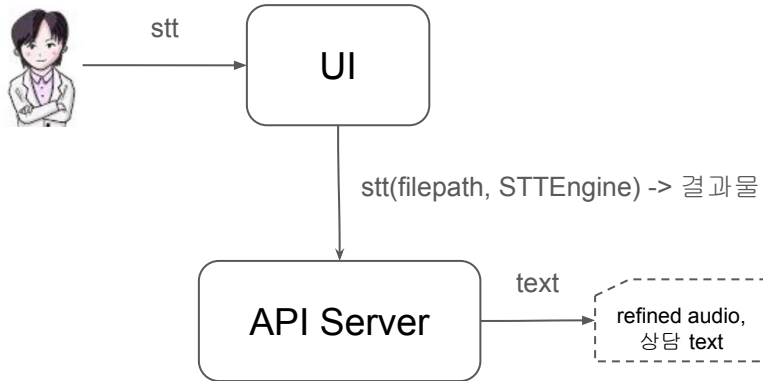 stt
UI
stt(filepath, STTEngine) -> 결과물
text
API Server
refined audio,
상담 text